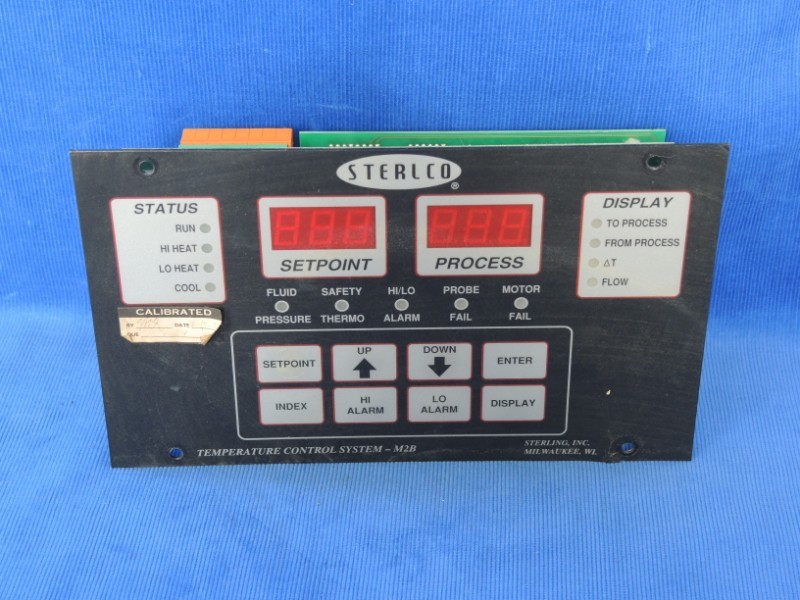 STERLCO®
STATUS
RUN
HI HEAT
LO HEAT
COOL
SETPOINT
PROCESS
DISPLAY
TO PROCESS
FROM PROCESS
ΔT
FLOW
FLUID PRESSURE
SAFETY THERMO
HI/LO ALARM
PROBE FAIL
MOTOR FAIL
CALIBRATED
BY DATE
DUE
SETPOINT
UP
DOWN
ENTER
INDEX
HI ALARM
LO ALARM
DISPLAY
TEMPERATURE CONTROL SYSTEM – M2B
STERLING, INC.
MILWAUKEE, WI.